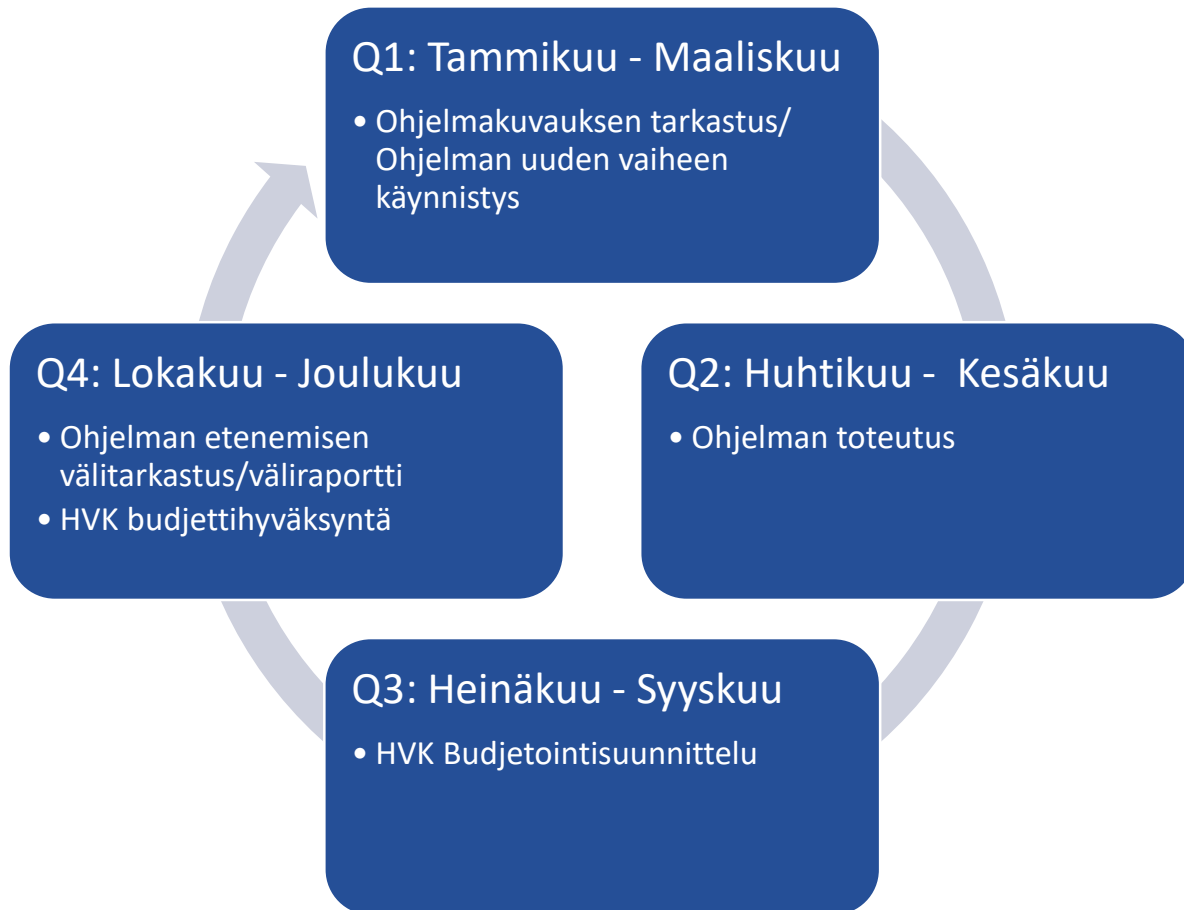 Q1: Tammikuu - Maaliskuu
• Ohjelmakuvauksen tarkastus/
Ohjelman uuden vaiheen
käynnistys
Q2: Huhtikuu - Kesäkuu
• Ohjelman toteutus
Q3: Heinäkuu - Syyskuu
• HVK Budjetointisuunnittelu
Q4: Lokakuu - Joulukuu
• Ohjelman etenemisen
välitarkastus/väliraportti
• HVK budjettihyväksyntä